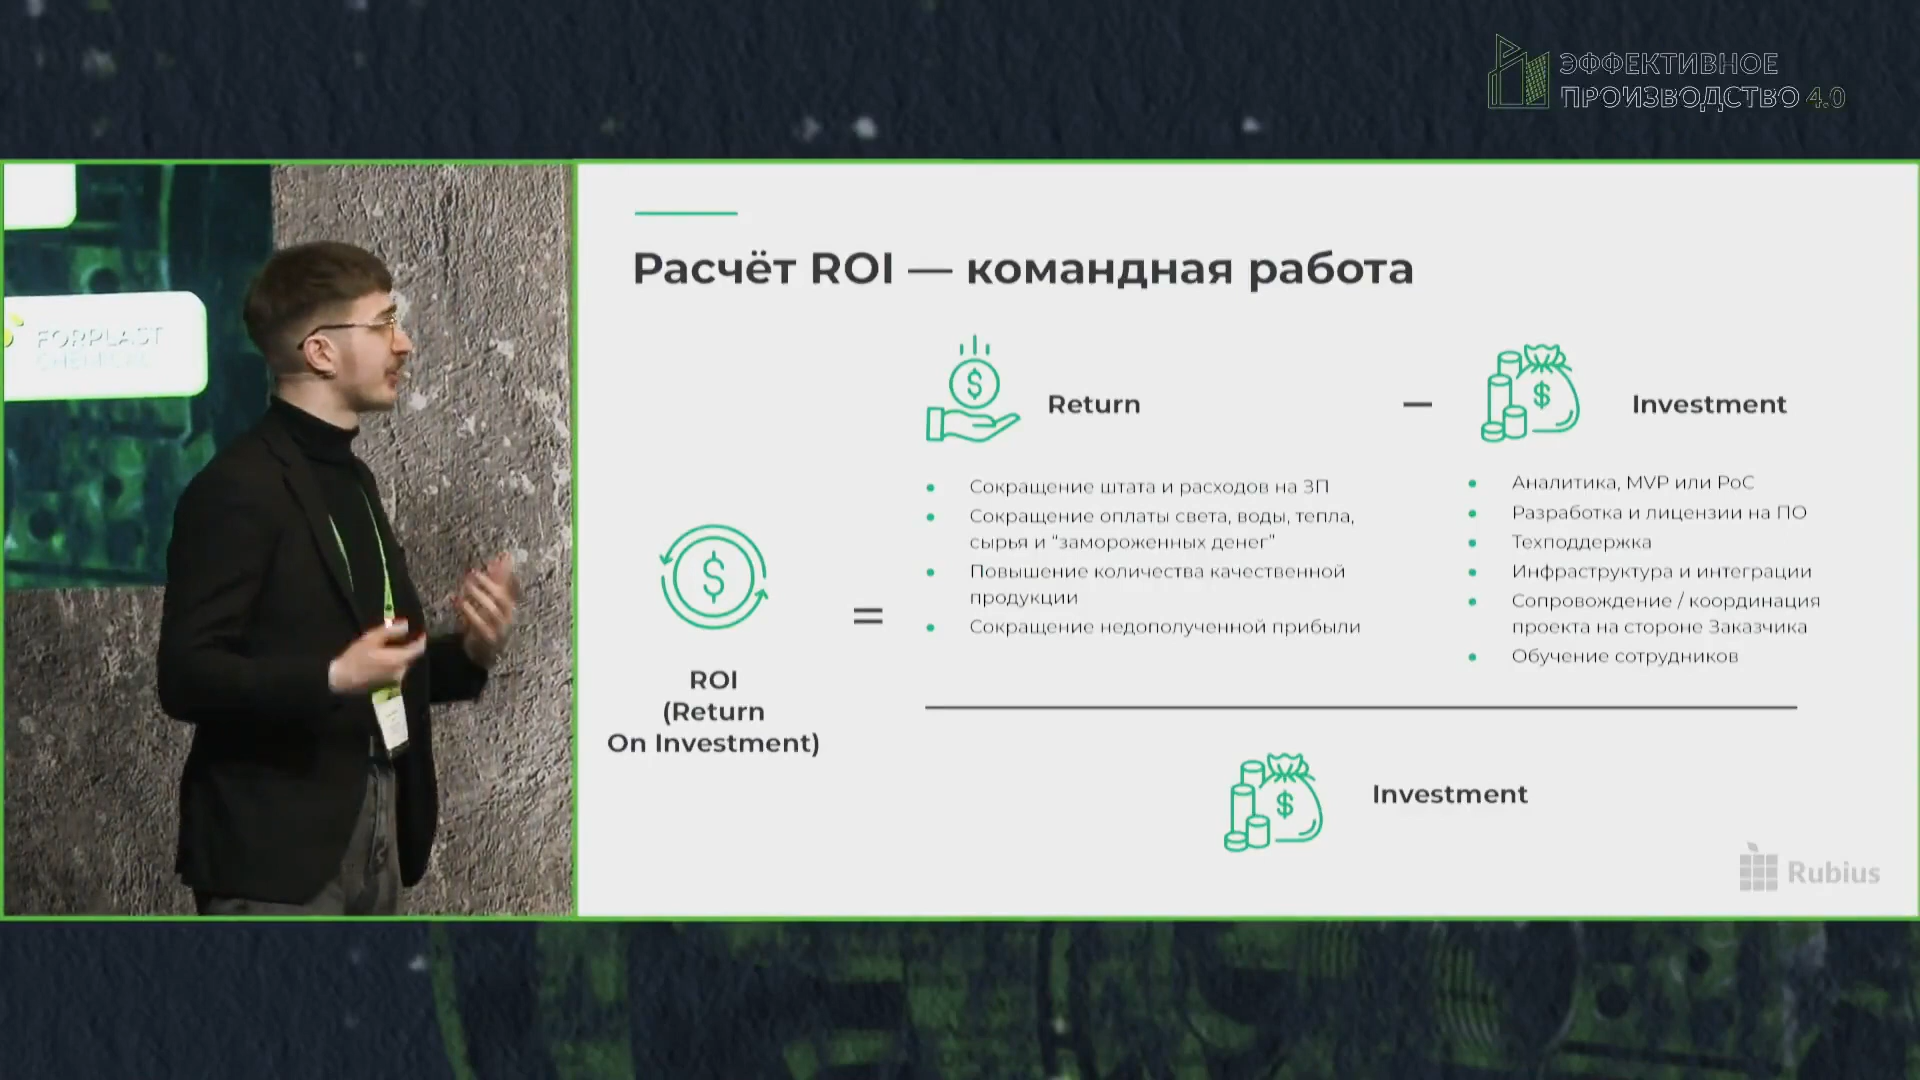 ЭФФЕКТИВНОЕ
ПРОИЗВОДСТВО 4.0
FORPLAST
Расчёт ROI — командная работа
Return
—
Investment
Сокращение штата и расходов на ЗП
Сокращение оплаты света, воды, тепла,
сырья и “замороженных денег”
Повышение количества качественной
продукции
Сокращение недополученной прибыли
Аналитика, MVP или PoC
Разработка и лицензии на ПО
Техподдержка
Инфраструктура и интеграции
Сопровождение / координация
проекта на стороне Заказчика
Обучение сотрудников
=
ROI
(Return
On Investment)
Investment
Rubius